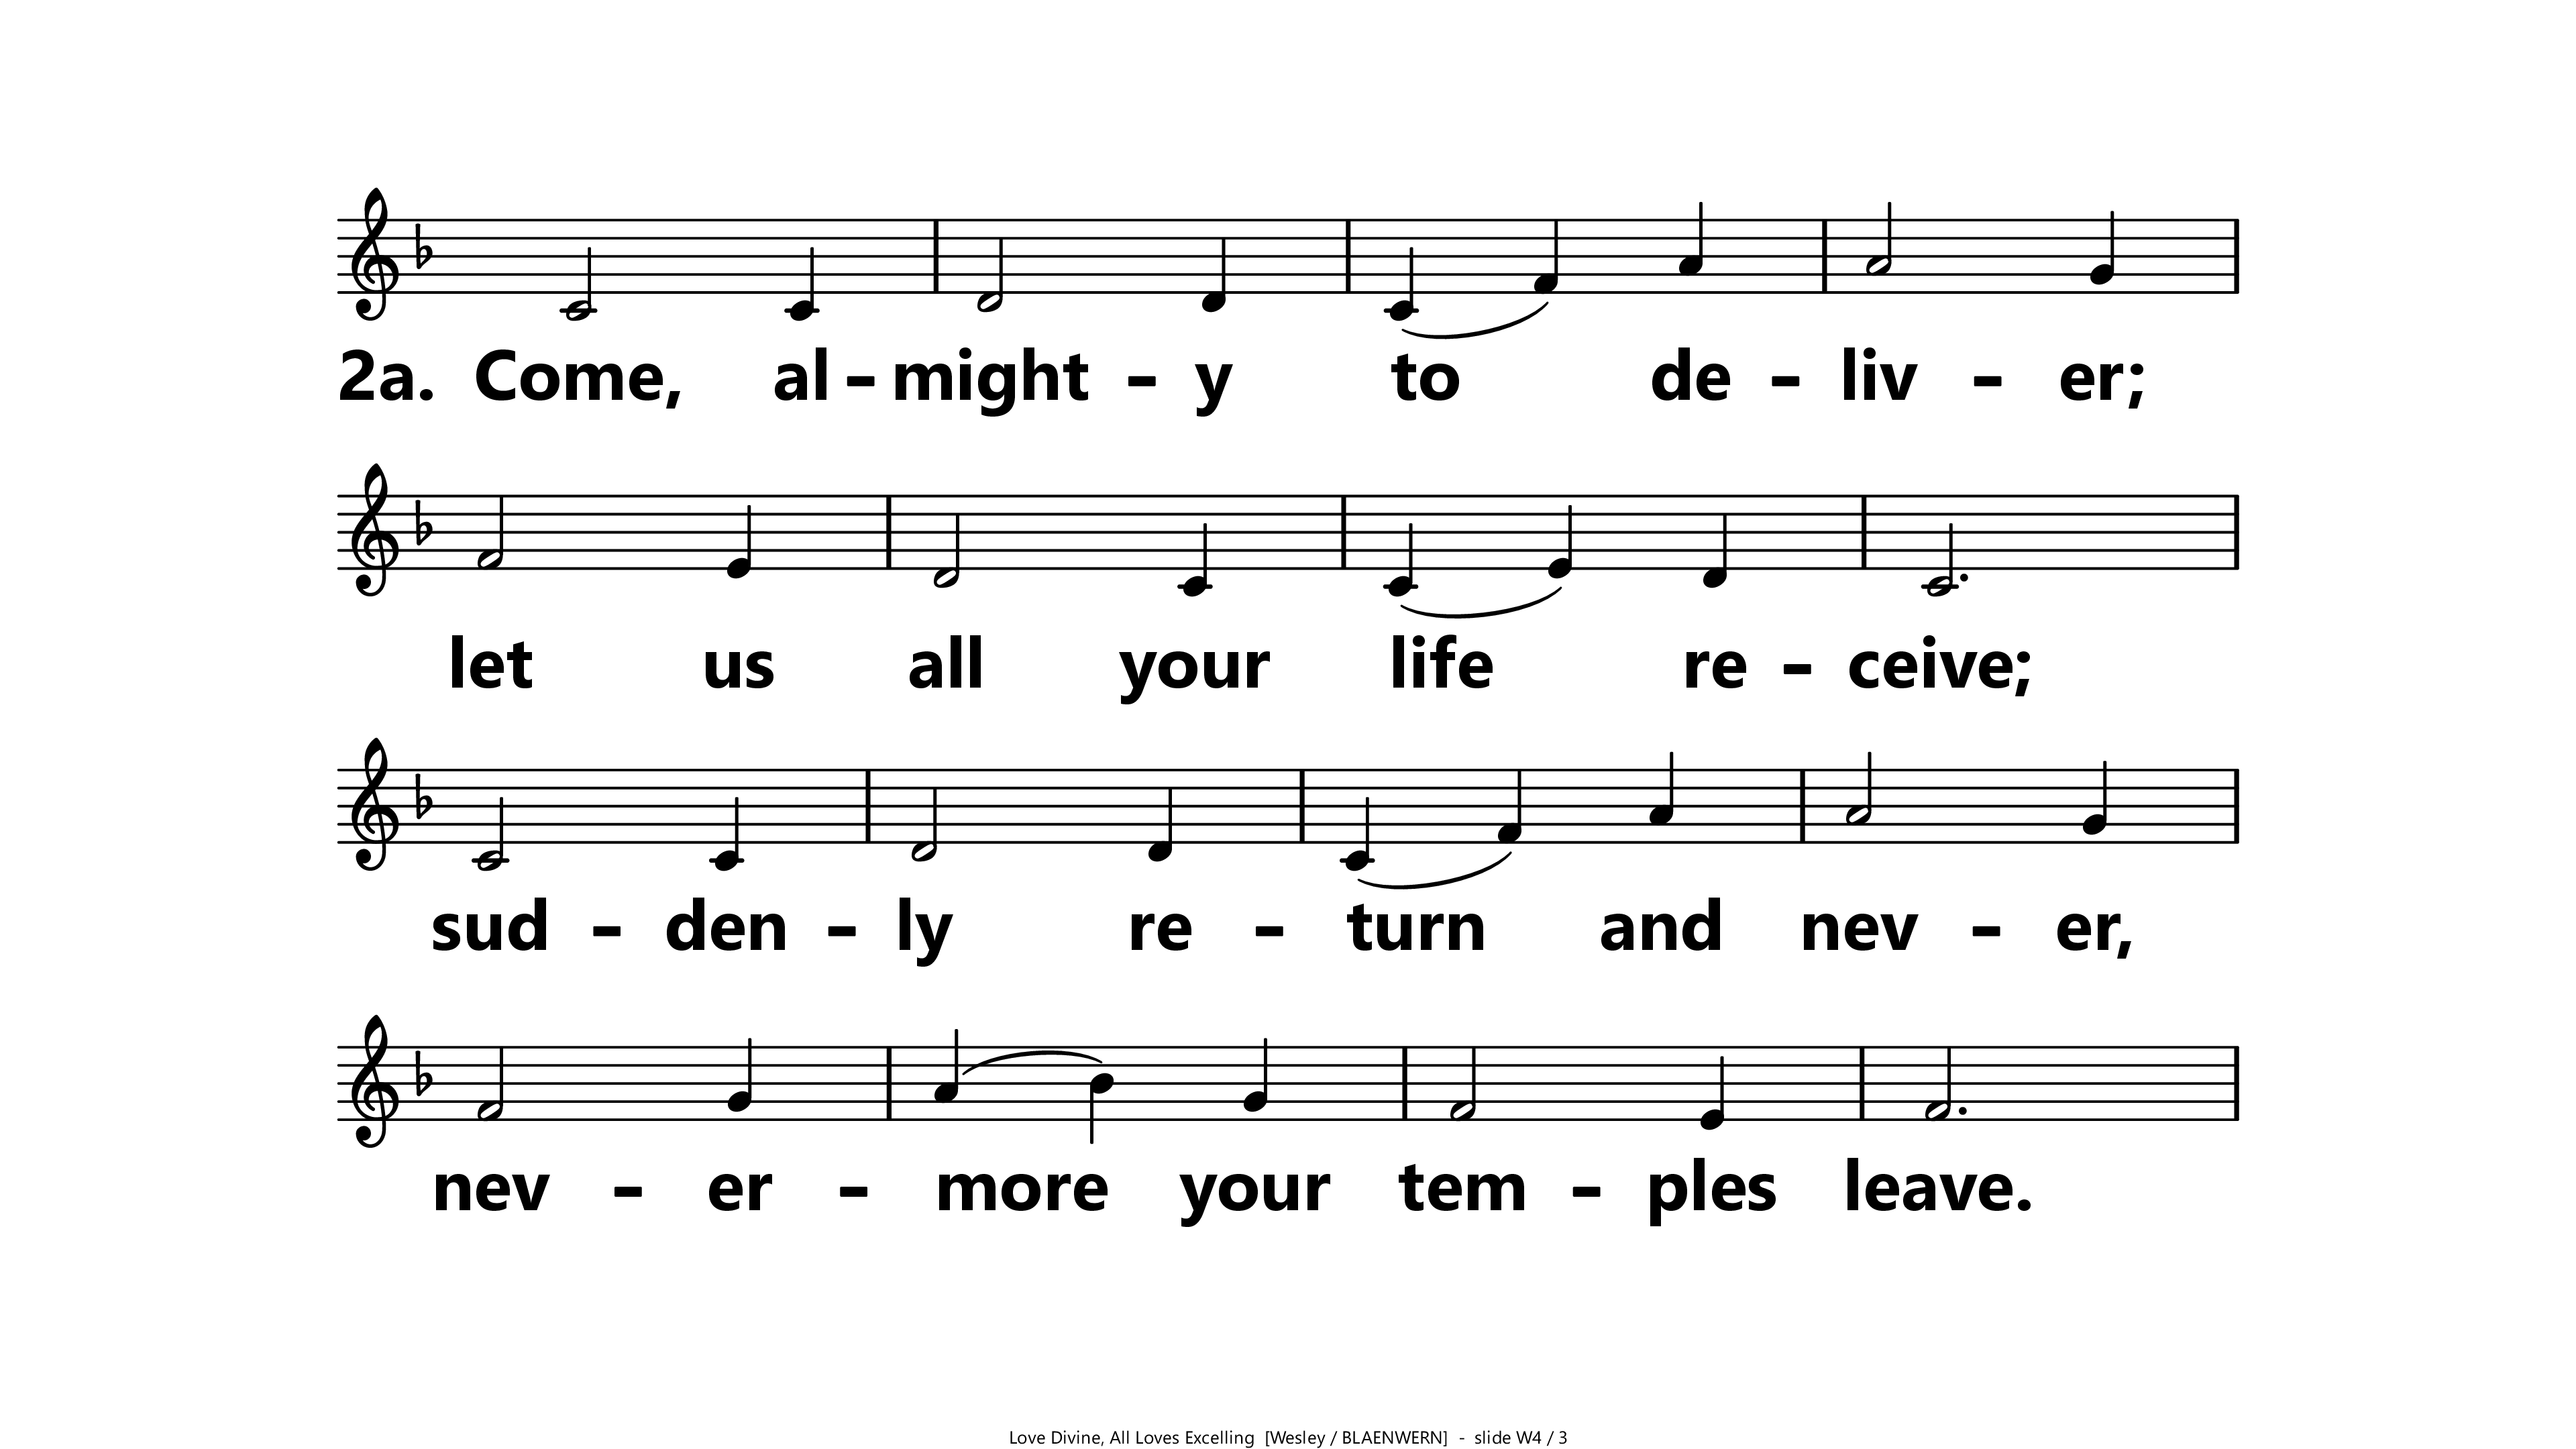 2a. Come, al - might - y to de - liv - er;
let us all your life re - ceive;
sud - den - ly re - turn and nev - er,
nev - er - more your tem - ples leave.
Love Divine, All Loves Excelling [Wesley / BLAENWERN] - slide W4 / 3